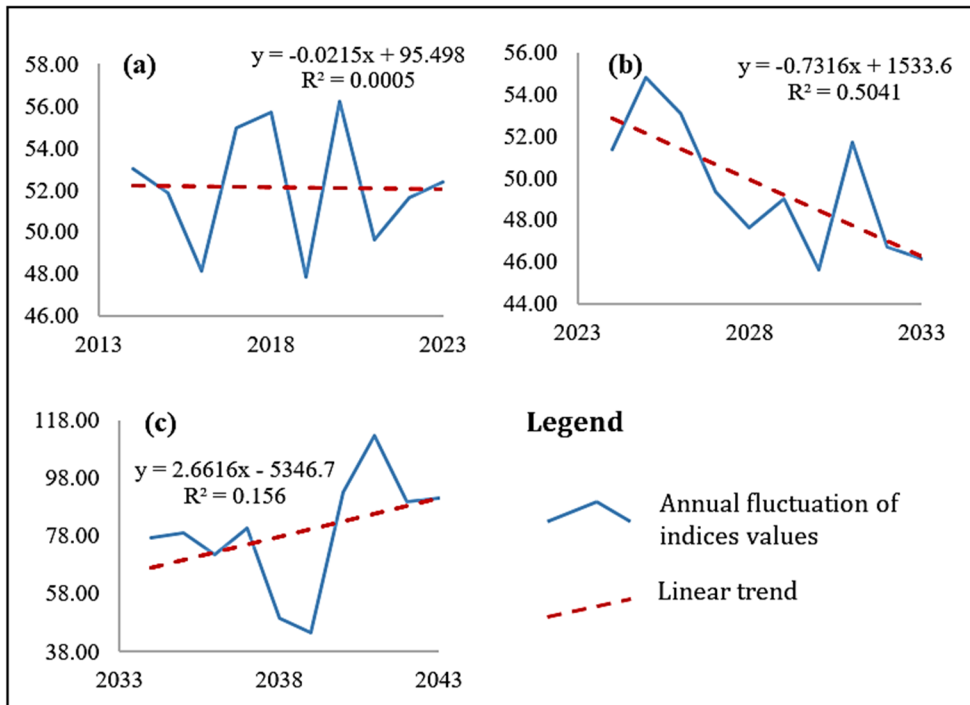 (a)
y = -0.0215x + 95.498
R² = 0.0005
58.00
56.00
54.00
52.00
50.00
48.00
46.00
2013
2018
2023
(b)
y = -0.7316x + 1533.6
R² = 0.5041
56.00
54.00
52.00
50.00
48.00
46.00
44.00
2023
2028
2033
(c)
y = 2.6616x - 5346.7
R² = 0.156
118.00
98.00
78.00
58.00
38.00
2033
2038
2043
Legend
Annual fluctuation of
indices values
Linear trend